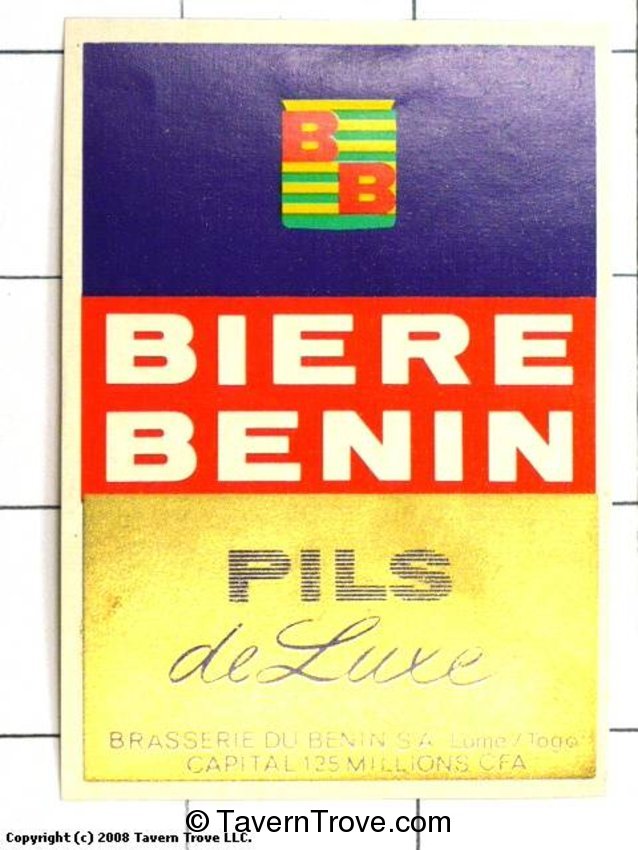 B
B
BIERE
BENIN
PILS
de Luxe
BRASSERIE DU BENIN S.A. Lome / Togo
CAPITAL 125 MILLIONS CFA
© TavernTrove.com
Copyright (c) 2008 Tavern Trove LLC.